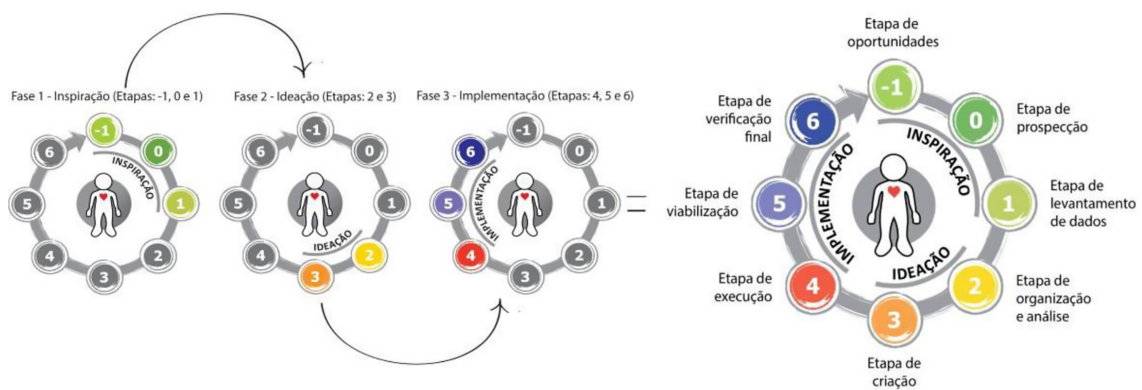 Fase 1 - Inspiração (Etapas: -1, 0 e 1)
-1
0
1
2
3
4
5
6
INSPIRAÇÃO
Fase 2 - Ideação (Etapas: 2 e 3)
-1
0
1
2
3
4
5
6
IDEAÇÃO
Fase 3 - Implementação (Etapas: 4, 5 e 6)
-1
0
1
2
3
4
5
6
IMPLEMENTAÇÃO
=
Etapa de
oportunidades
-1
Etapa de
prospecção
0
Etapa de
levantamento
de dados
1
Etapa de
organização
e análise
2
Etapa de
criação
3
Etapa de
execução
4
Etapa de
viabilização
5
Etapa de
verificação
final
6
INSPIRAÇÃO
IDEAÇÃO
IMPLEMENTAÇÃO